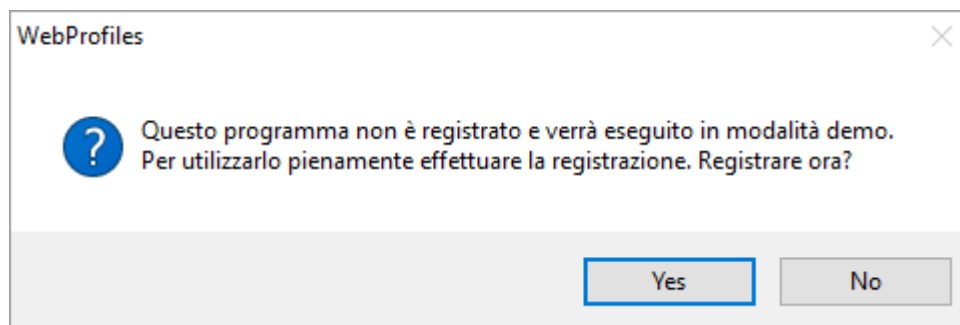 WebProfiles
Questo programma non è registrato e verrà eseguito in modalità demo.
Per utilizzarlo pienamente effettuare la registrazione. Registrare ora?
Yes
No